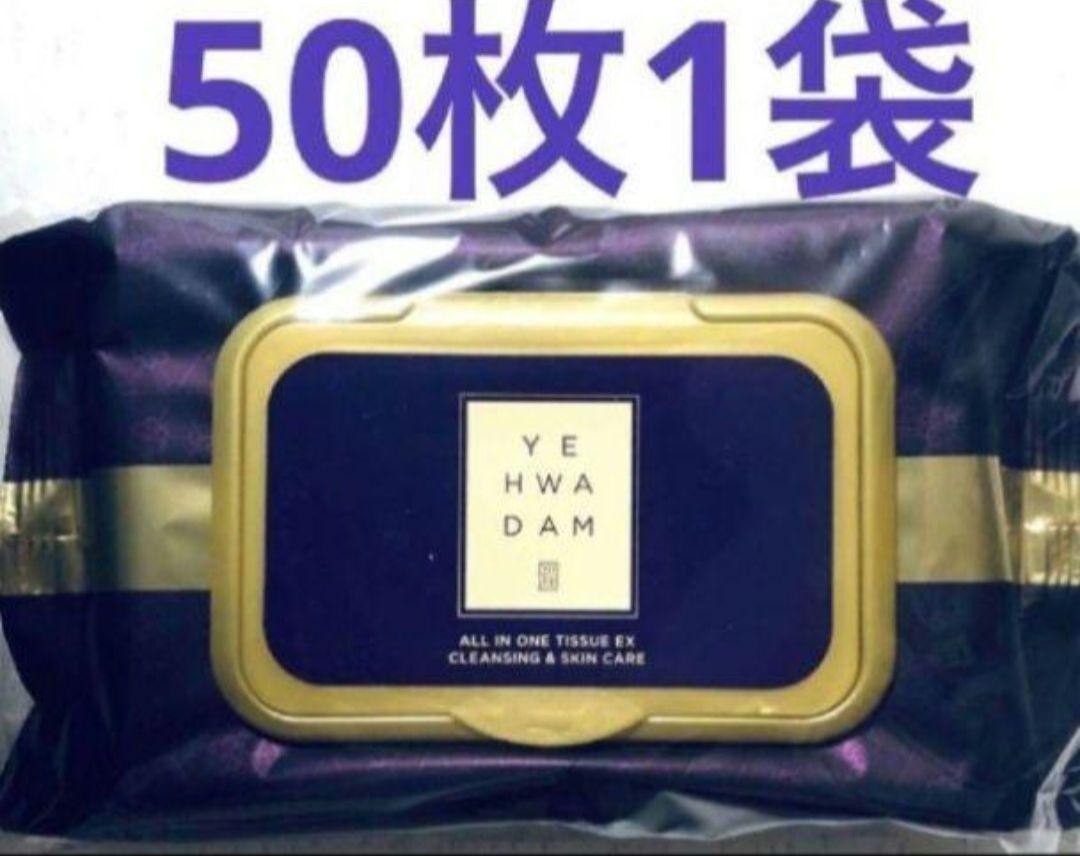 50枚1袋
YE
HWA
DAM
ALL IN ONE TISSUE EX
CLEANSING & SKIN CARE